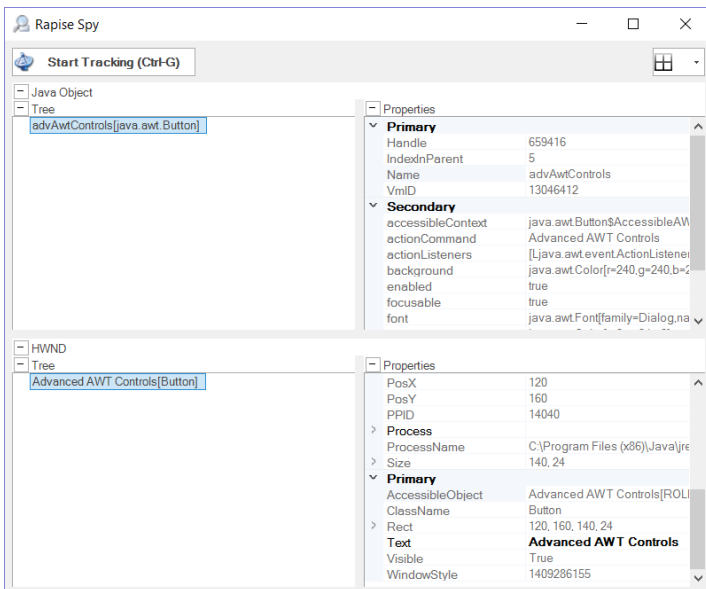 Rapise Spy
Start Tracking (Ctrl-G)
Java Object
Tree
advAwtControls[java.awt.Button]
Properties
Primary
Handle 659416
IndexInParent 5
Name advAwtControls
VmID 13046412
Secondary
accessibleContext java.awt.Button$AccessibleAW
actionCommand Advanced AWT Controls
actionListeners [Ljava.awt.event.ActionListener
background java.awt.Color[r=240,g=240,b=2
enabled true
focusable true
font java.awt.Font[family=Dialog,na
HWND
Tree
Advanced AWT Controls[Button]
Properties
PosX 120
PosY 160
PPID 14040
Process
ProcessName C:\Program Files (x86)\Java\jre
Size 140, 24
Primary
AccessibleObject Advanced AWT Controls[ROL
ClassName Button
Rect 120, 160, 140, 24
Text Advanced AWT Controls
Visible True
WindowStyle 1409286155